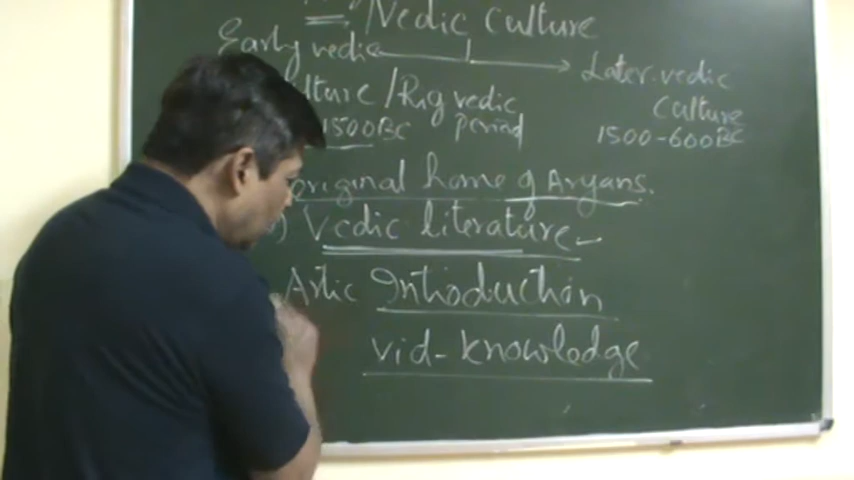 /Vedic Culture
Early vedic Later vedic
lture/Rig vedic Culture
1500BC Period 1500-600BC
Original home of Aryans.
) Vedic literature
Artic Introduction
vid-knowledge